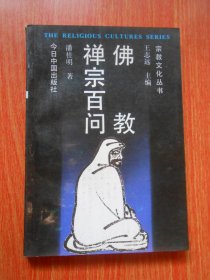 THE RELIGIOUS CULTURES SERIES
宗教文化丛书
王志远 主编
佛教
禅宗百问
潘桂明 著
今日中国出版社